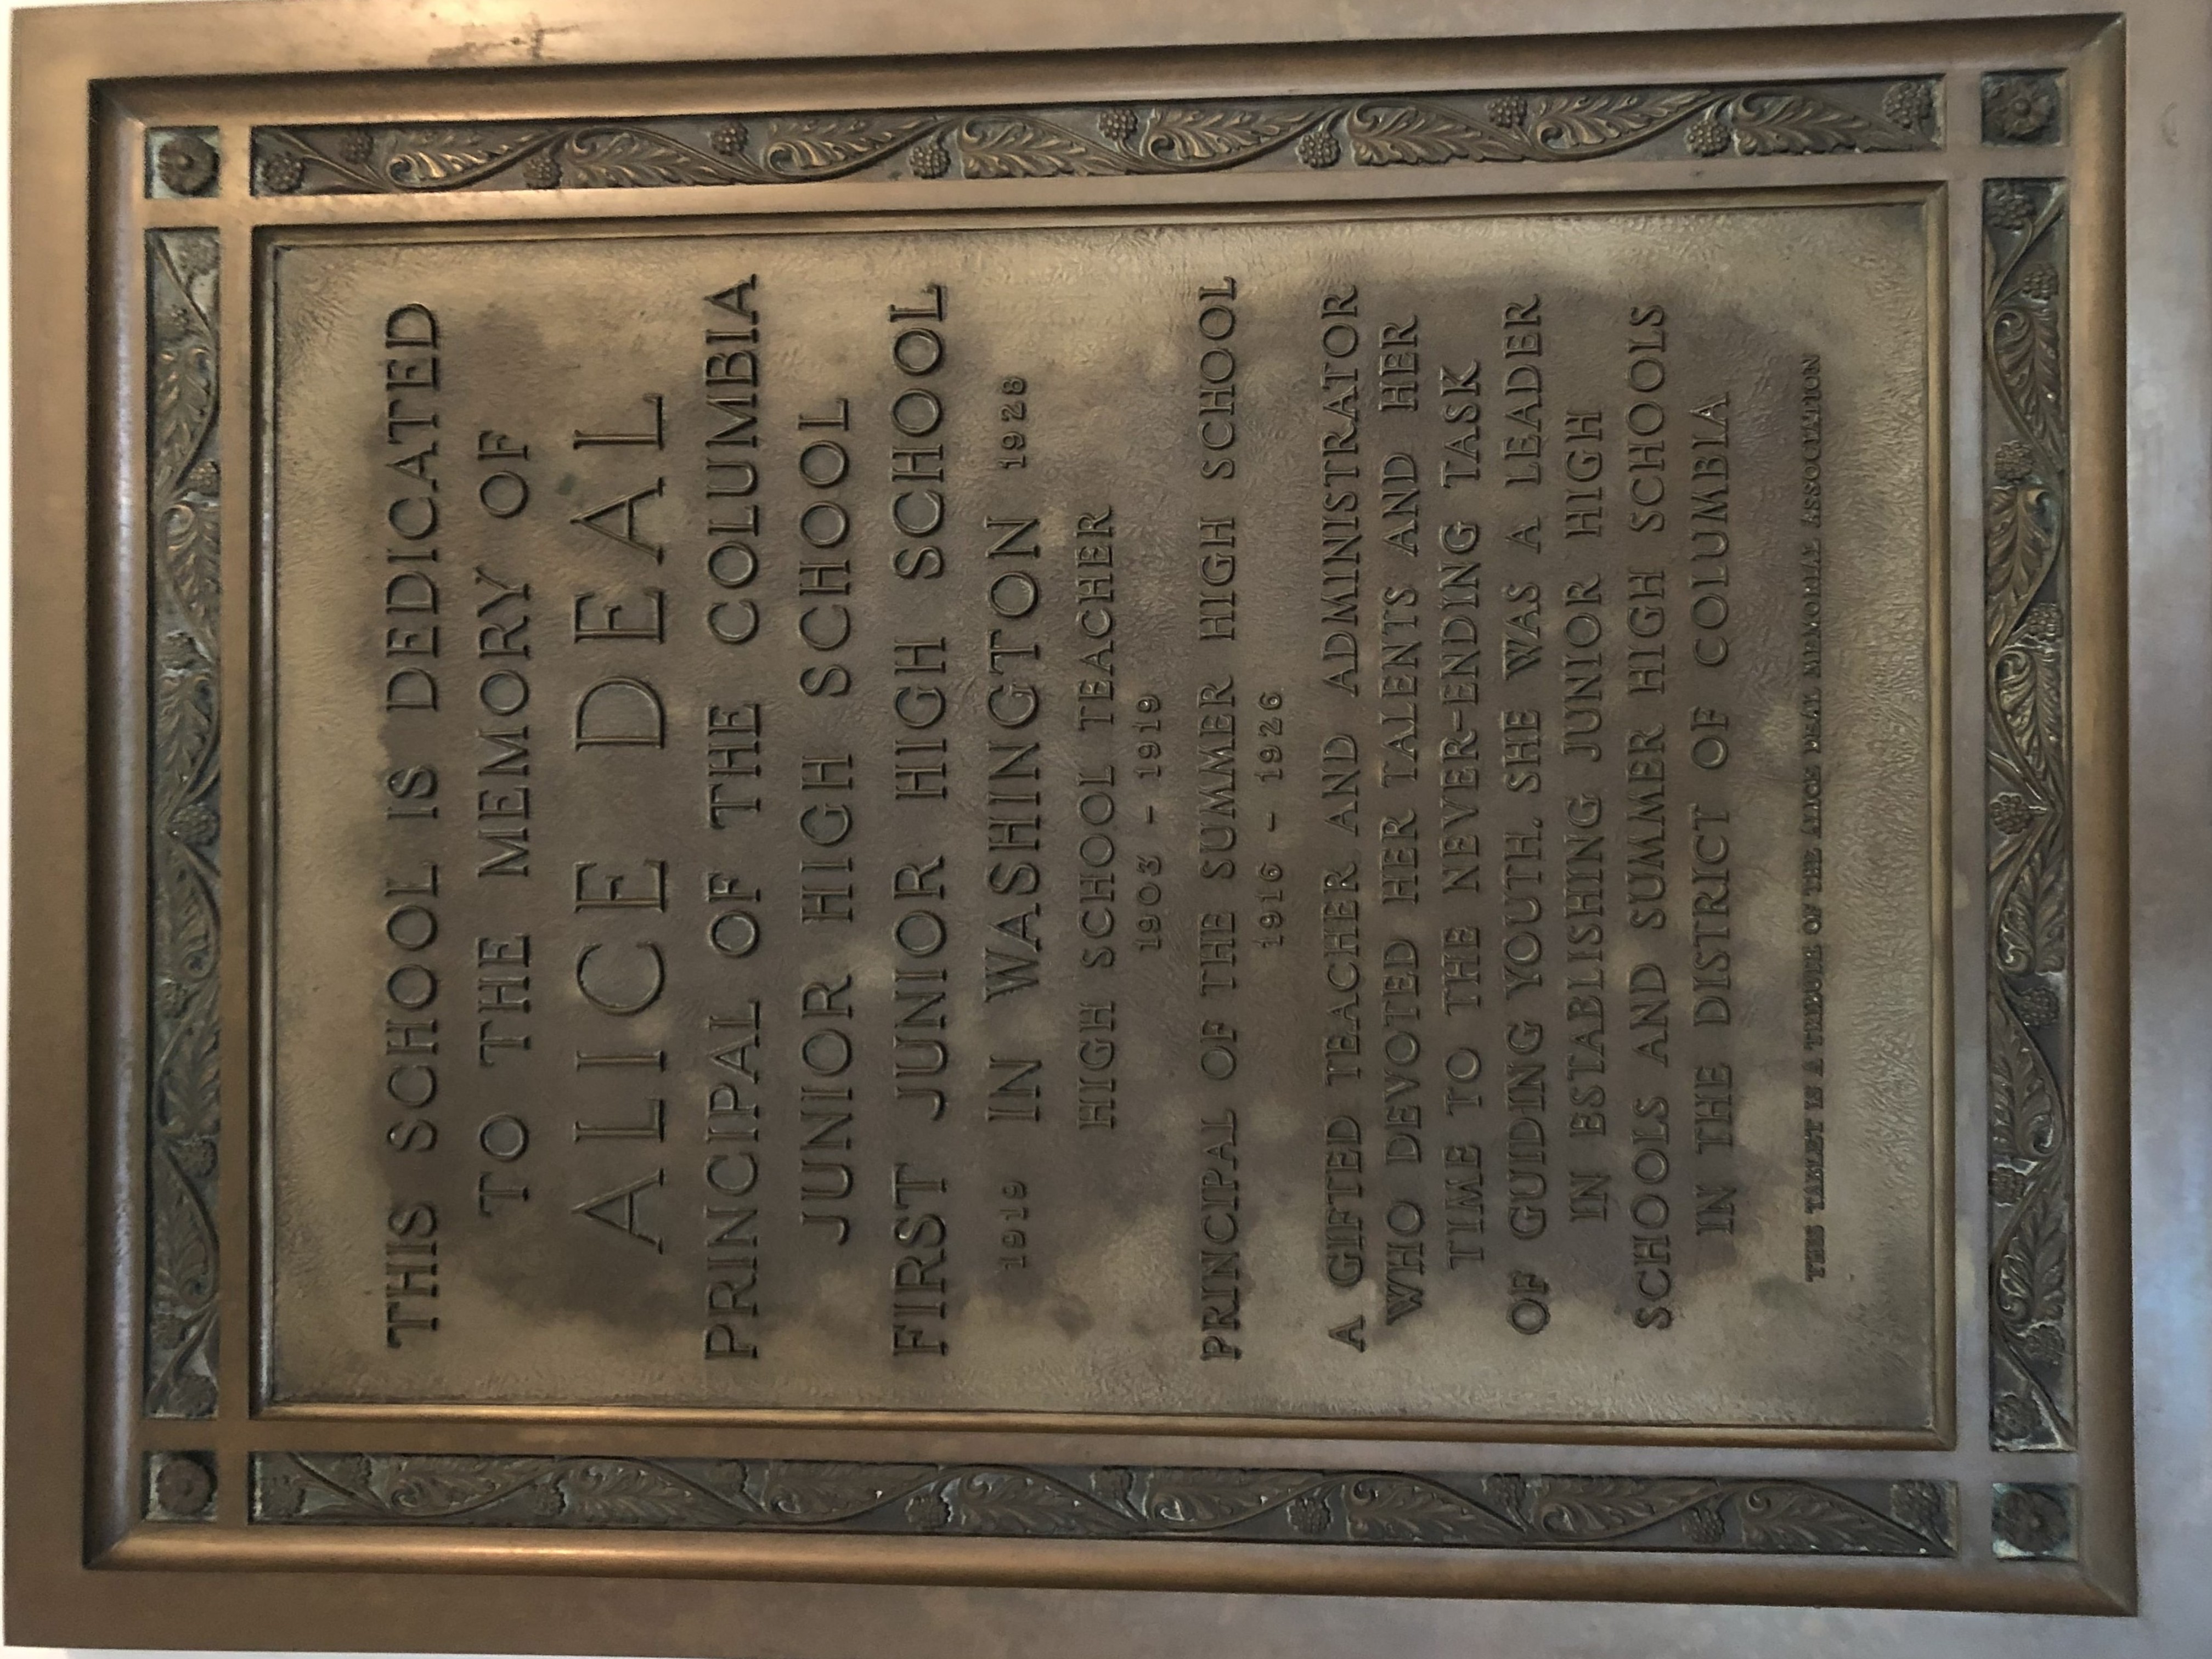 THIS SCHOOL IS DEDICATED
TO THE MEMORY OF
ALICE DEAL
PRINCIPAL OF THE COLUMBIA
JUNIOR HIGH SCHOOL
FIRST JUNIOR HIGH SCHOOL
1919 IN WASHINGTON 1928
HIGH SCHOOL TEACHER
1903 - 1919
PRINCIPAL OF THE SUMMER HIGH SCHOOL
1916 - 1926
A GIFTED TEACHER AND ADMINISTRATOR
WHO DEVOTED HER TALENTS AND HER
TIME TO THE NEVER-ENDING TASK
OF GUIDING YOUTH. SHE WAS A LEADER
IN ESTABLISHING JUNIOR HIGH
SCHOOLS AND SUMMER HIGH SCHOOLS
IN THE DISTRICT OF COLUMBIA
THIS TABLET IS A TRIBUTE OF THE ALICE DEAL MEMORIAL ASSOCIATION